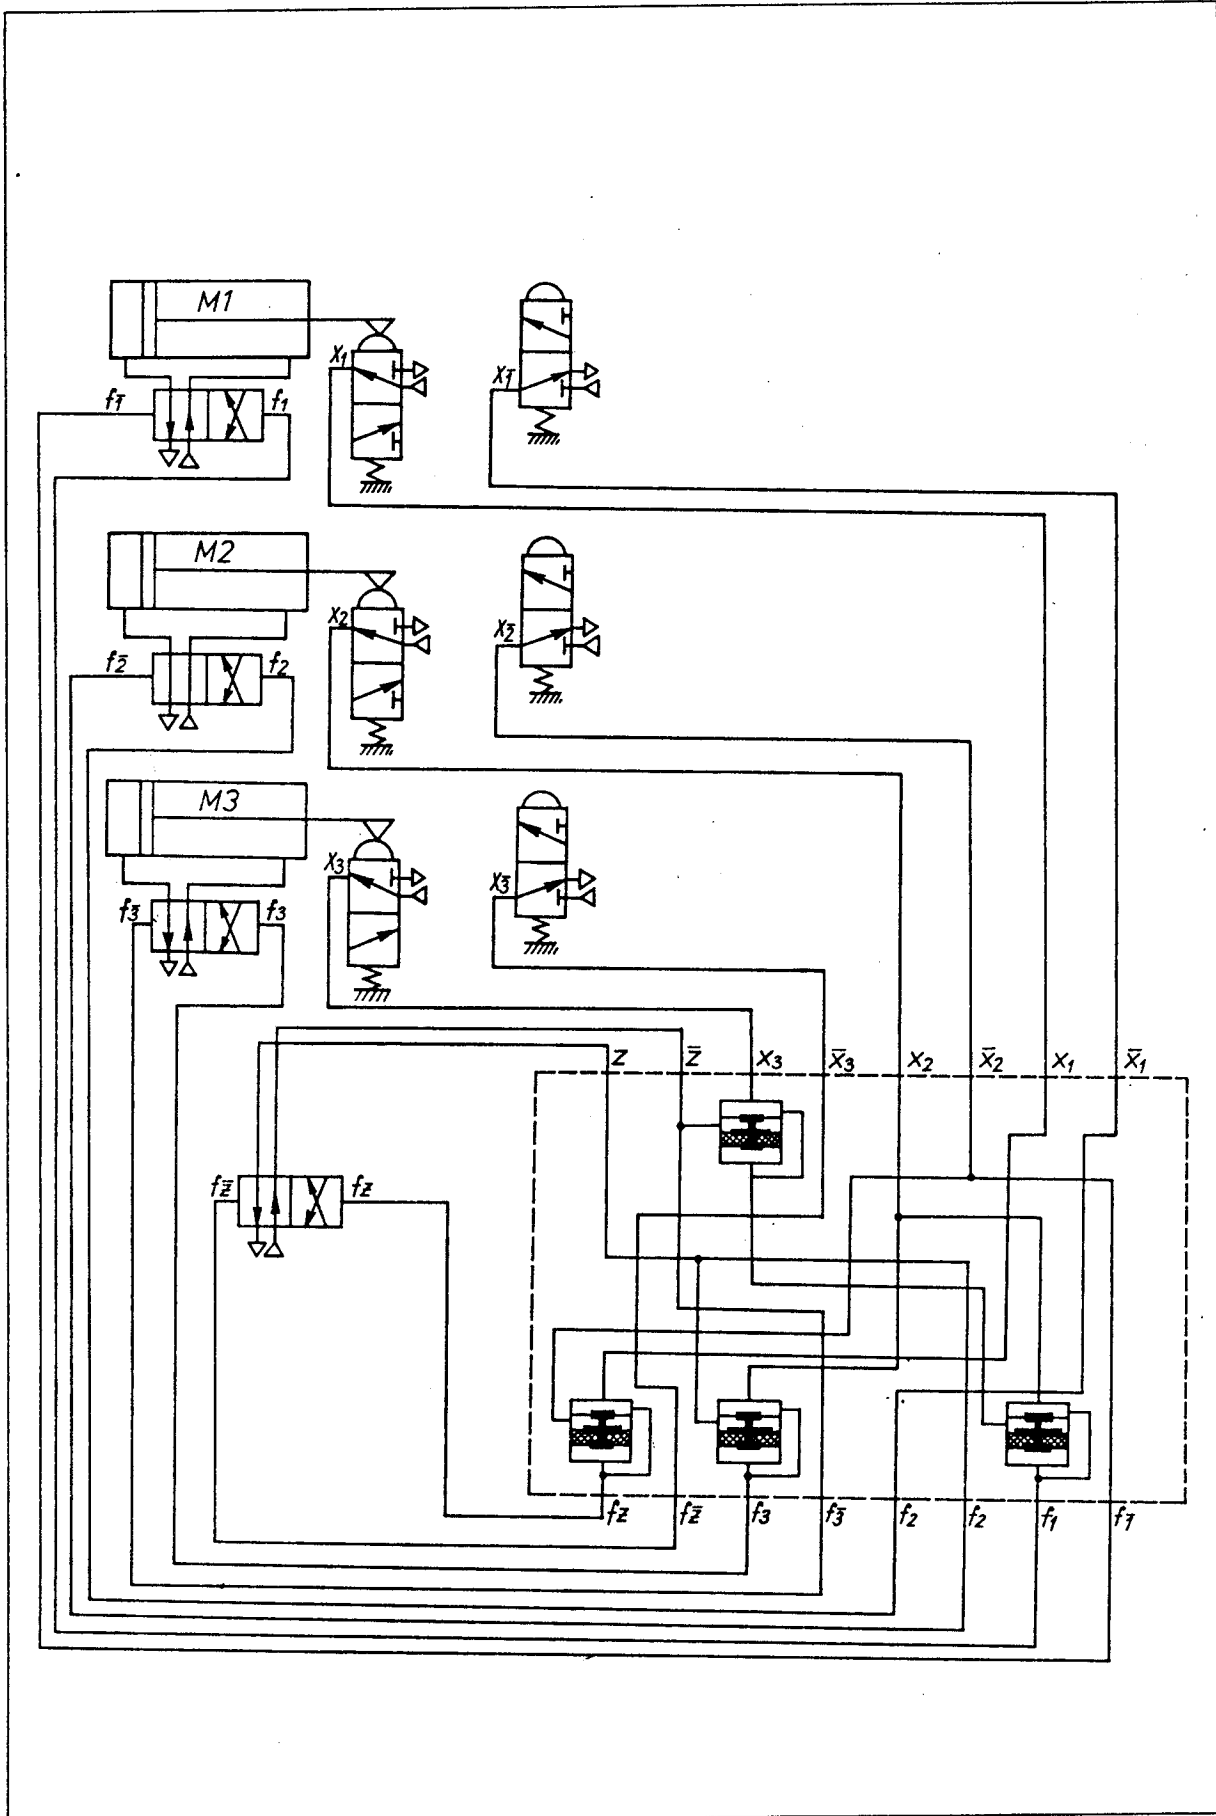 M1
x1
x1̄
f1̄
f1
M2
x2
x2̄
f2̄
f2
M3
x3
x3̄
f3̄
f3
z z̄ x3 x̄3 x2 x̄2 x1 x̄1
fz̄
fz
fz fz̄ f3 f3̄ f2 f2 f1 f1̄